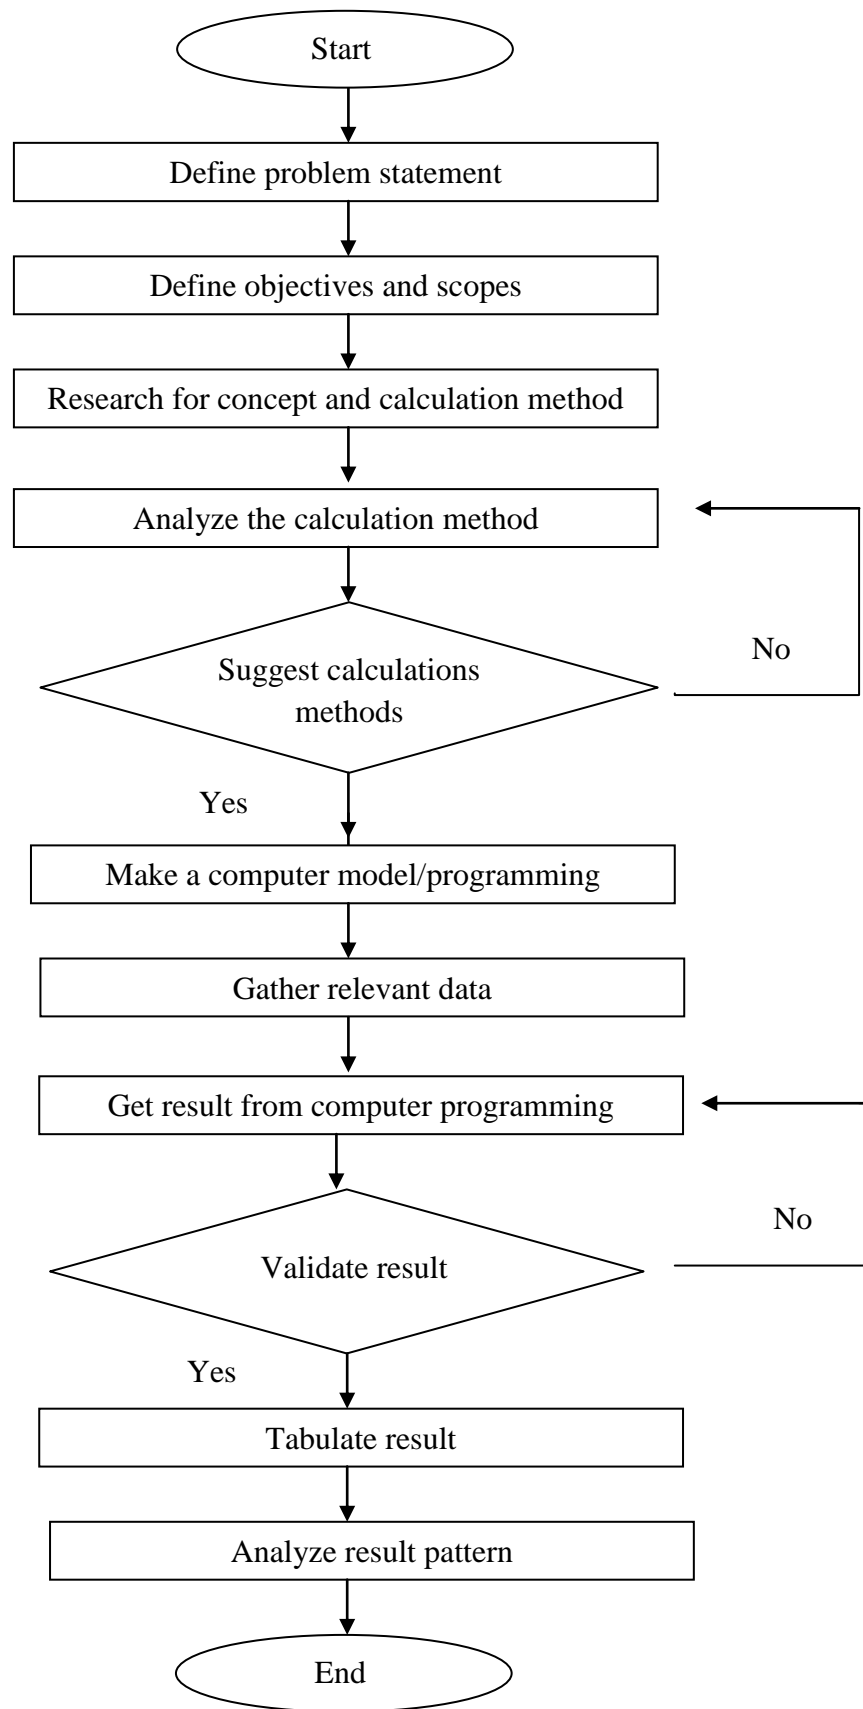 Start
Define problem statement
Define objectives and scopes
Research for concept and calculation method
Analyze the calculation method
No
Suggest calculations
methods
Yes
Make a computer model/programming
Gather relevant data
Get result from computer programming
No
Validate result
Yes
Tabulate result
Analyze result pattern
End